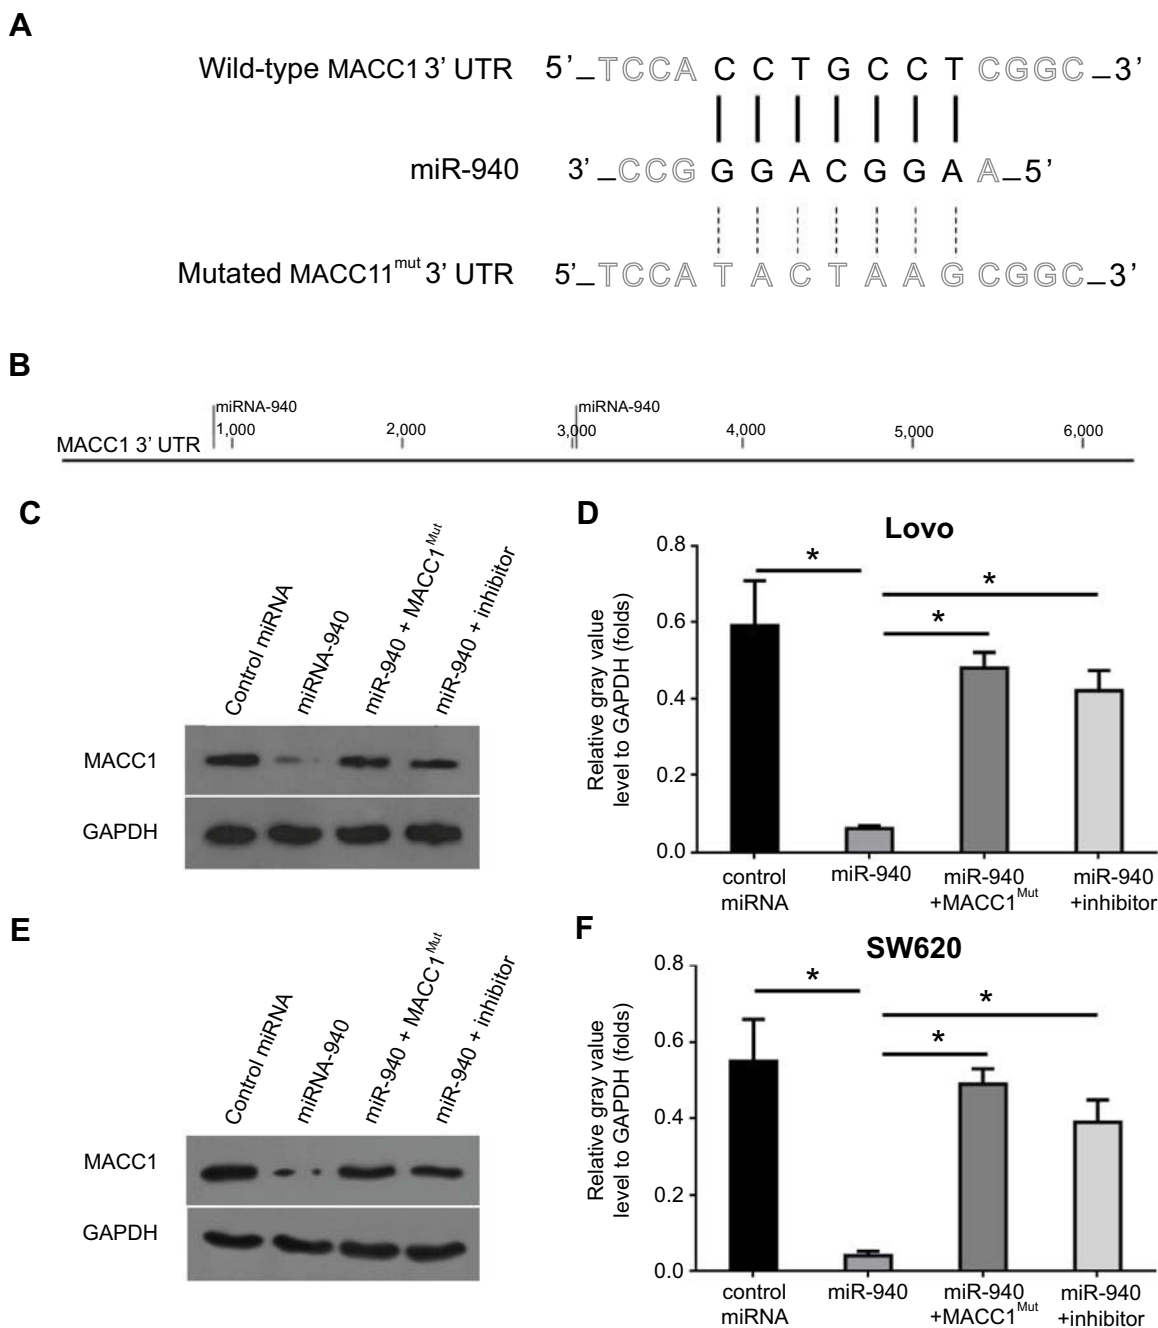 A
Wild-type MACC1 3’ UTR 5’_TCCA C C T G C C T CGGC_3’
miR-940 3’_CCG G G A C G G A A_5’
Mutated MACC11mut 3’ UTR 5’_TCCA T A C T A A G CGGC_3’
B
miRNA-940 miRNA-940
MACC1 3’ UTR 1,000 2,000 3,000 4,000 5,000 6,000
C
Control miRNA
miRNA-940
miR-940 + MACC1Mut
miR-940 + inhibitor
MACC1
GAPDH
D
Lovo
Relative gray value
level to GAPDH (folds)
0.8
0.6
0.4
0.2
0.0
*
*
*
control
miRNA
miR-940
miR-940
+MACC1Mut
miR-940
+inhibitor
E
Control miRNA
miRNA-940
miR-940 + MACC1Mut
miR-940 + inhibitor
MACC1
GAPDH
F
SW620
Relative gray value
level to GAPDH (folds)
0.8
0.6
0.4
0.2
0.0
*
*
*
control
miRNA
miR-940
miR-940
+MACC1Mut
miR-940
+inhibitor